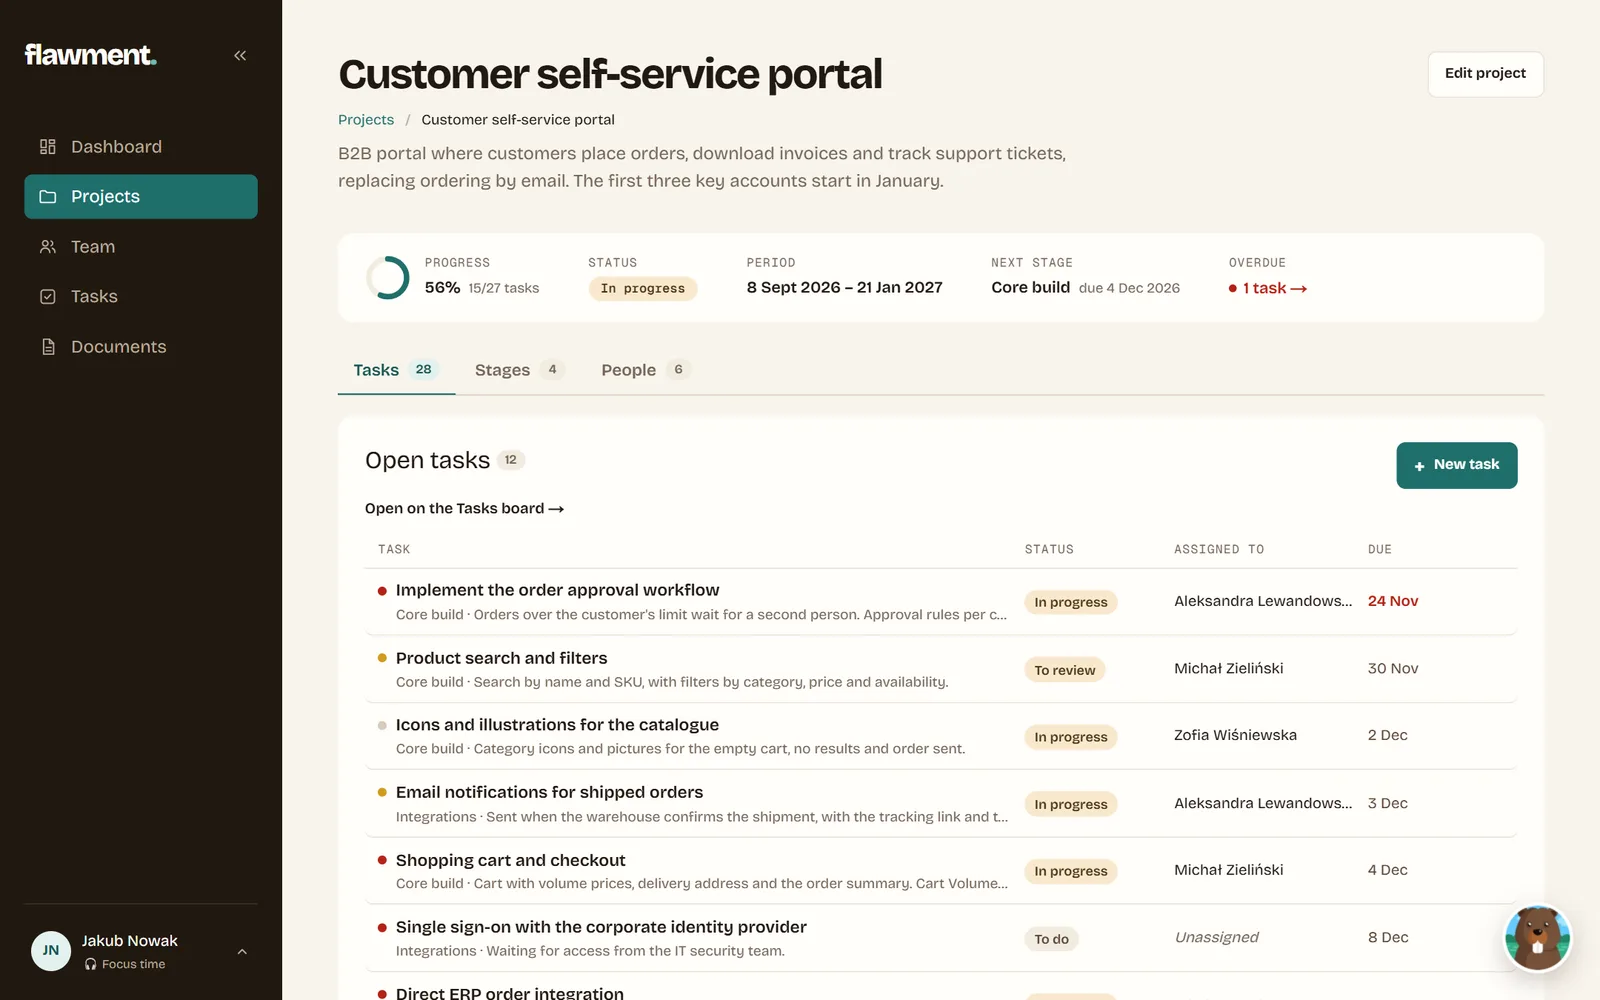 flawment.
Dashboard
Projects
Team
Tasks
Documents
JN
Jakub Nowak
Focus time
Customer self-service portal
Edit project
Projects / Customer self-service portal
B2B portal where customers place orders, download invoices and track support tickets,
replacing ordering by email. The first three key accounts start in January.
PROGRESS
56% 15/27 tasks
STATUS
In progress
PERIOD
8 Sept 2026 – 21 Jan 2027
NEXT STAGE
Core build due 4 Dec 2026
OVERDUE
1 task →
Tasks 28
Stages 4
People 6
Open tasks 12
+ New task
Open on the Tasks board →
TASK STATUS ASSIGNED TO DUE
Implement the order approval workflow
Core build · Orders over the customer's limit wait for a second person. Approval rules per c...
In progress
Aleksandra Lewandows...
24 Nov
Product search and filters
Core build · Search by name and SKU, with filters by category, price and availability.
To review
Michał Zieliński
30 Nov
Icons and illustrations for the catalogue
Core build · Category icons and pictures for the empty cart, no results and order sent.
In progress
Zofia Wiśniewska
2 Dec
Email notifications for shipped orders
Integrations · Sent when the warehouse confirms the shipment, with the tracking link and t...
In progress
Aleksandra Lewandows...
3 Dec
Shopping cart and checkout
Core build · Cart with volume prices, delivery address and the order summary. Cart Volume...
In progress
Michał Zieliński
4 Dec
Single sign-on with the corporate identity provider
Integrations · Waiting for access from the IT security team.
To do
Unassigned
8 Dec
Direct ERP order integration